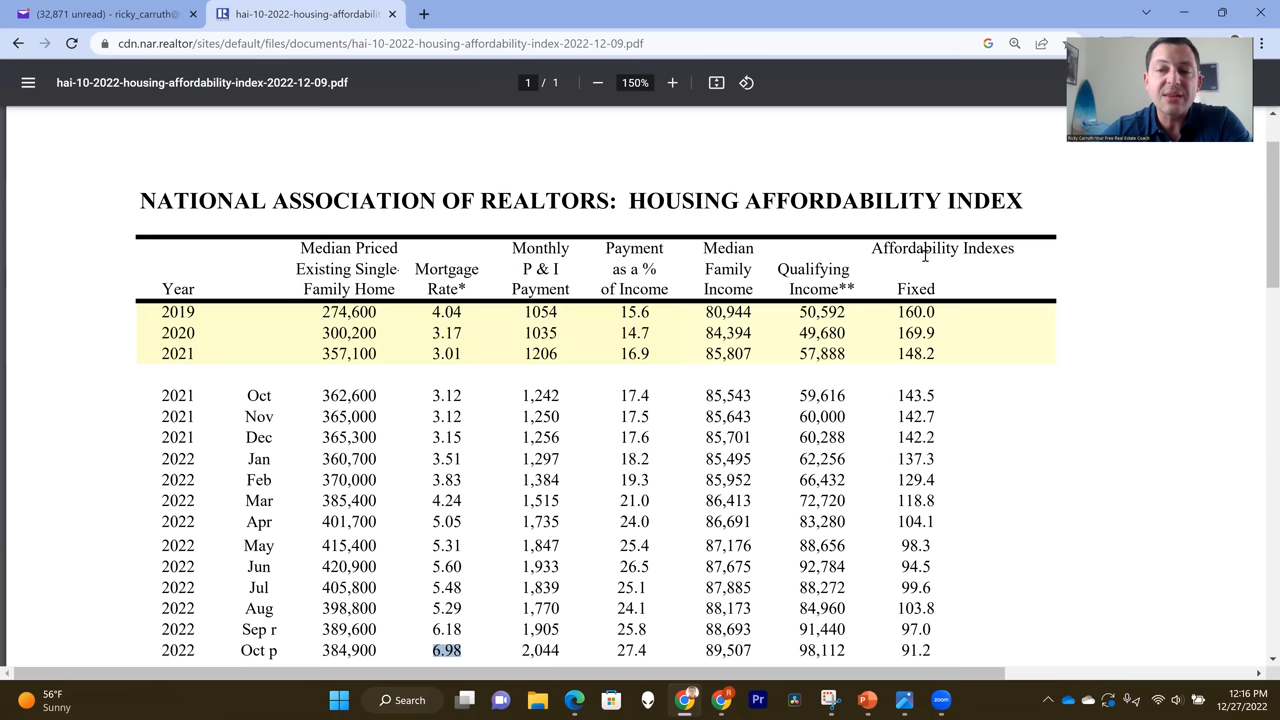 (32,871 unread) - ricky_carruth@
hai-10-2022-housing-affordabilit
cdn.nar.realtor/sites/default/files/documents/hai-10-2022-housing-affordability-index-2022-12-09.pdf
hai-10-2022-housing-affordability-index-2022-12-09.pdf
1 / 1
150%
Ricky Carruth-Your Free Real Estate Coach
NATIONAL ASSOCIATION OF REALTORS: HOUSING AFFORDABILITY INDEX
Median Priced Monthly Payment Median Affordability Indexes
Existing Single- Mortgage P & I as a % Family Qualifying
Year Family Home Rate* Payment of Income Income Income** Fixed
2019 274,600 4.04 1054 15.6 80,944 50,592 160.0
2020 300,200 3.17 1035 14.7 84,394 49,680 169.9
2021 357,100 3.01 1206 16.9 85,807 57,888 148.2
2021 Oct 362,600 3.12 1,242 17.4 85,543 59,616 143.5
2021 Nov 365,000 3.12 1,250 17.5 85,643 60,000 142.7
2021 Dec 365,300 3.15 1,256 17.6 85,701 60,288 142.2
2022 Jan 360,700 3.51 1,297 18.2 85,495 62,256 137.3
2022 Feb 370,000 3.83 1,384 19.3 85,952 66,432 129.4
2022 Mar 385,400 4.24 1,515 21.0 86,413 72,720 118.8
2022 Apr 401,700 5.05 1,735 24.0 86,691 83,280 104.1
2022 May 415,400 5.31 1,847 25.4 87,176 88,656 98.3
2022 Jun 420,900 5.60 1,933 26.5 87,675 92,784 94.5
2022 Jul 405,800 5.48 1,839 25.1 87,885 88,272 99.6
2022 Aug 398,800 5.29 1,770 24.1 88,173 84,960 103.8
2022 Sep r 389,600 6.18 1,905 25.8 88,693 91,440 97.0
2022 Oct p 384,900 6.98 2,044 27.4 89,507 98,112 91.2
56°F
Sunny
Search
Pr
zoom
12:16 PM
12/27/2022